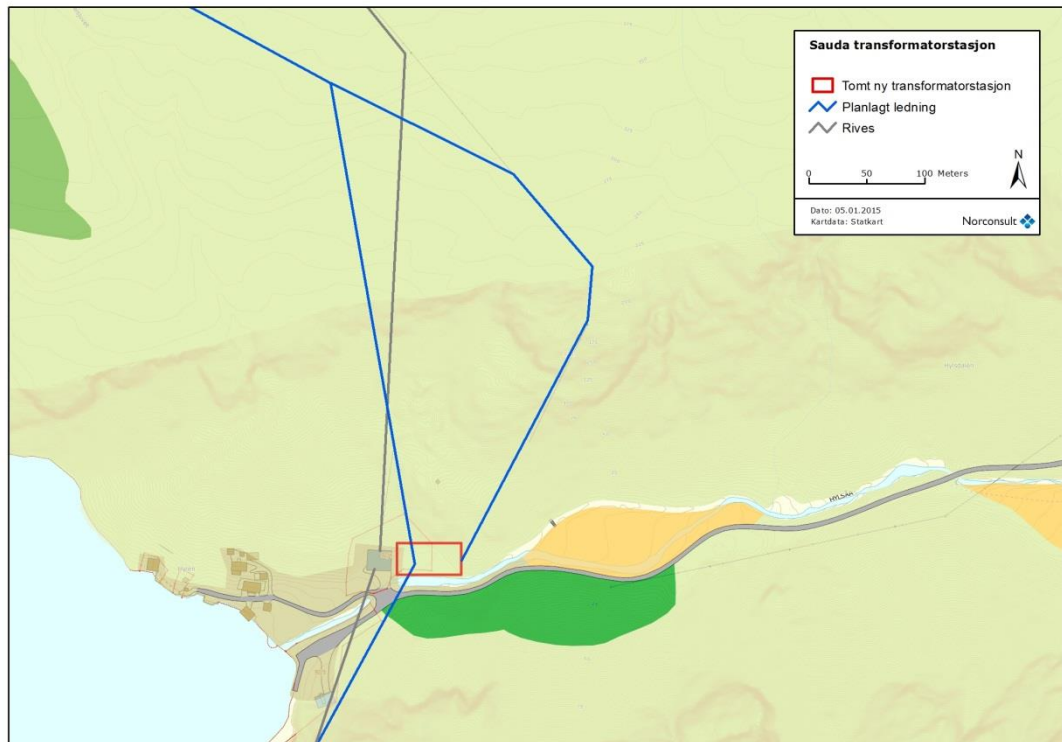 Sauda transformatorstasjon
Tomt ny transformatorstasjon
Planlagt ledning
Rives
N
0 50 100 Meters
Dato: 05.01.2015
Kartdata: Statkart
Norconsult
HYLSÅA